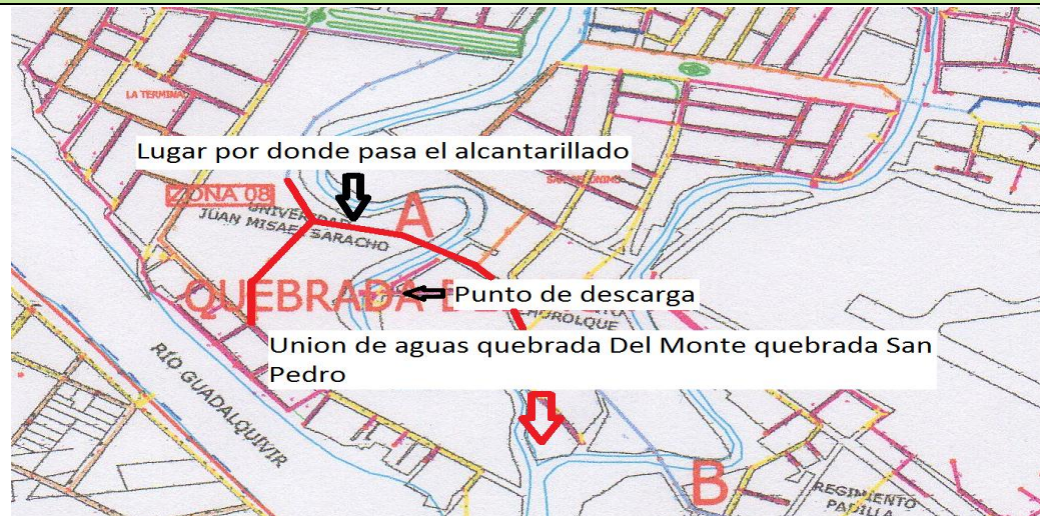 LA TERMINAL
Lugar por donde pasa el alcantarillado
ZONA 08
UNIVERSIDAD
JUAN MISAEL SARACHO
A
QUEBRADA
Punto de descarga
CHOROLQUE
Union de aguas quebrada Del Monte quebrada San
Pedro
RÍO GUADALQUIVIR
B
REGIMIENTO
PADILLA